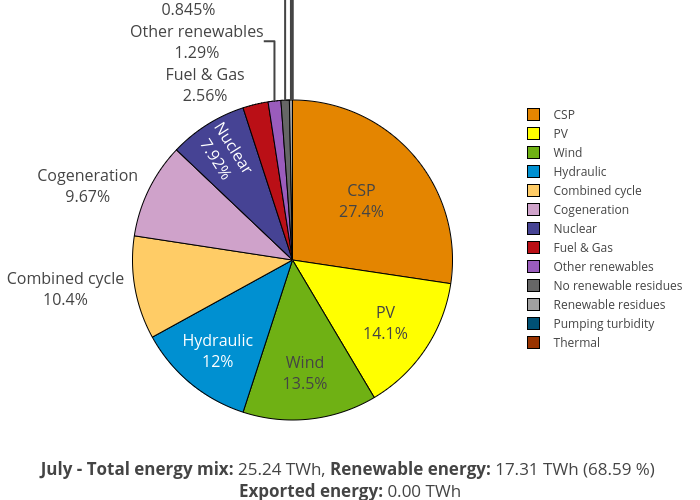 0.845%
Other renewables
1.29%
Fuel & Gas
2.56%
Nuclear
7.92%
Cogeneration
9.67%
Combined cycle
10.4%
Hydraulic
12%
Wind
13.5%
PV
14.1%
CSP
27.4%
CSP
PV
Wind
Hydraulic
Combined cycle
Cogeneration
Nuclear
Fuel & Gas
Other renewables
No renewable residues
Renewable residues
Pumping turbidity
Thermal
July - Total energy mix: 25.24 TWh, Renewable energy: 17.31 TWh (68.59 %)
Exported energy: 0.00 TWh